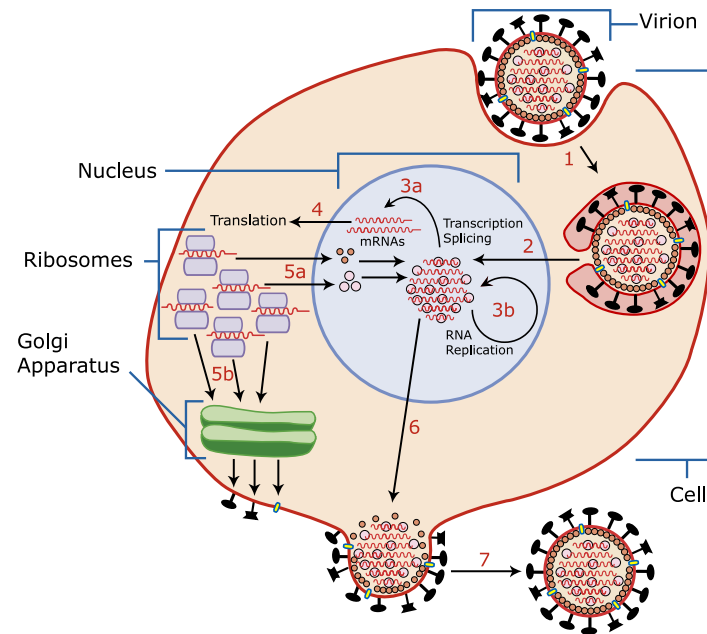 Virion
1
Nucleus
3a
4
Translation
mRNAs
Transcription
Splicing
2
Ribosomes
5a
3b
RNA
Replication
Golgi
Apparatus
5b
6
Cell
7